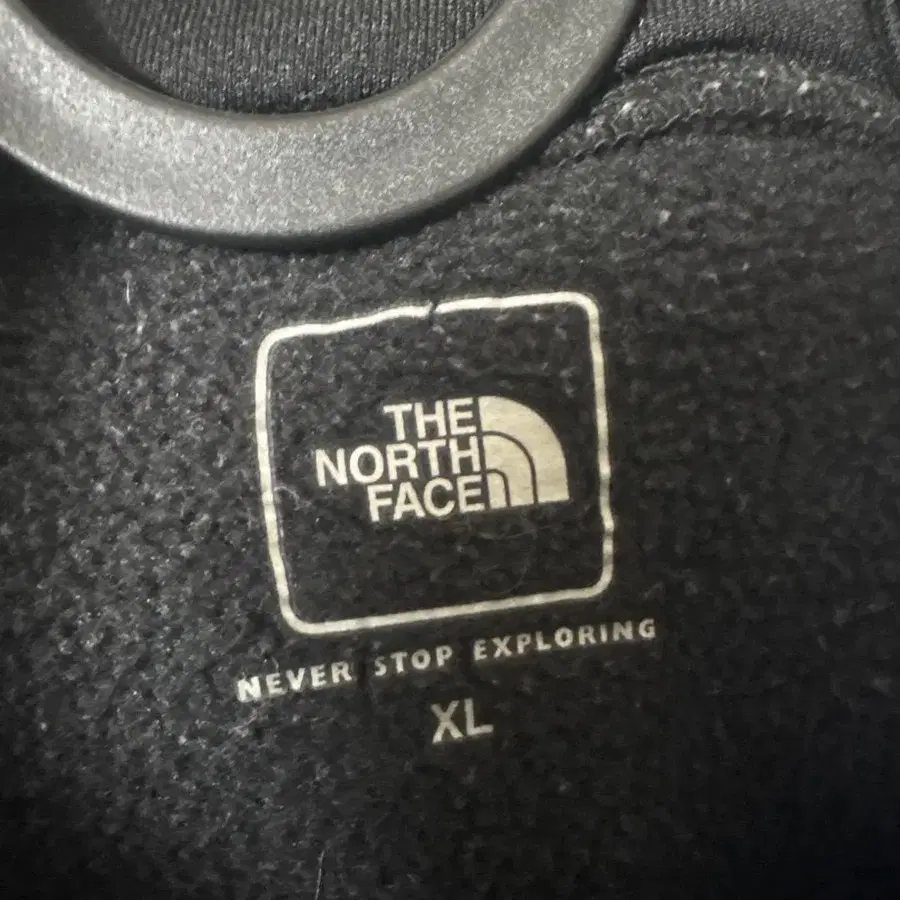 THE
NORTH
FACE
NEVER STOP EXPLORING
XL